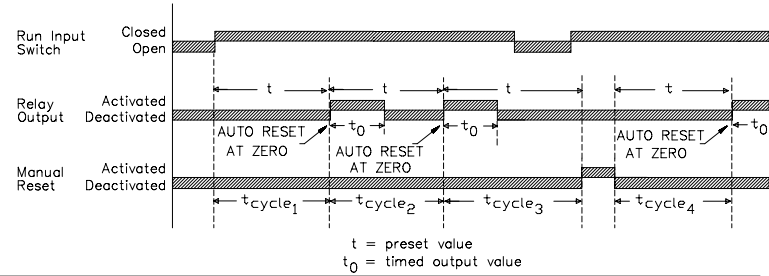 Run Input Closed
Switch Open
t t t t
Relay Activated
Output Deactivated
AUTO RESET AT ZERO
t0
AUTO RESET AT ZERO
t0
AUTO RESET AT ZERO
t0
Manual Activated
Reset Deactivated
tcycle1 tcycle2 tcycle3 tcycle4
t = preset value
t0 = timed output value